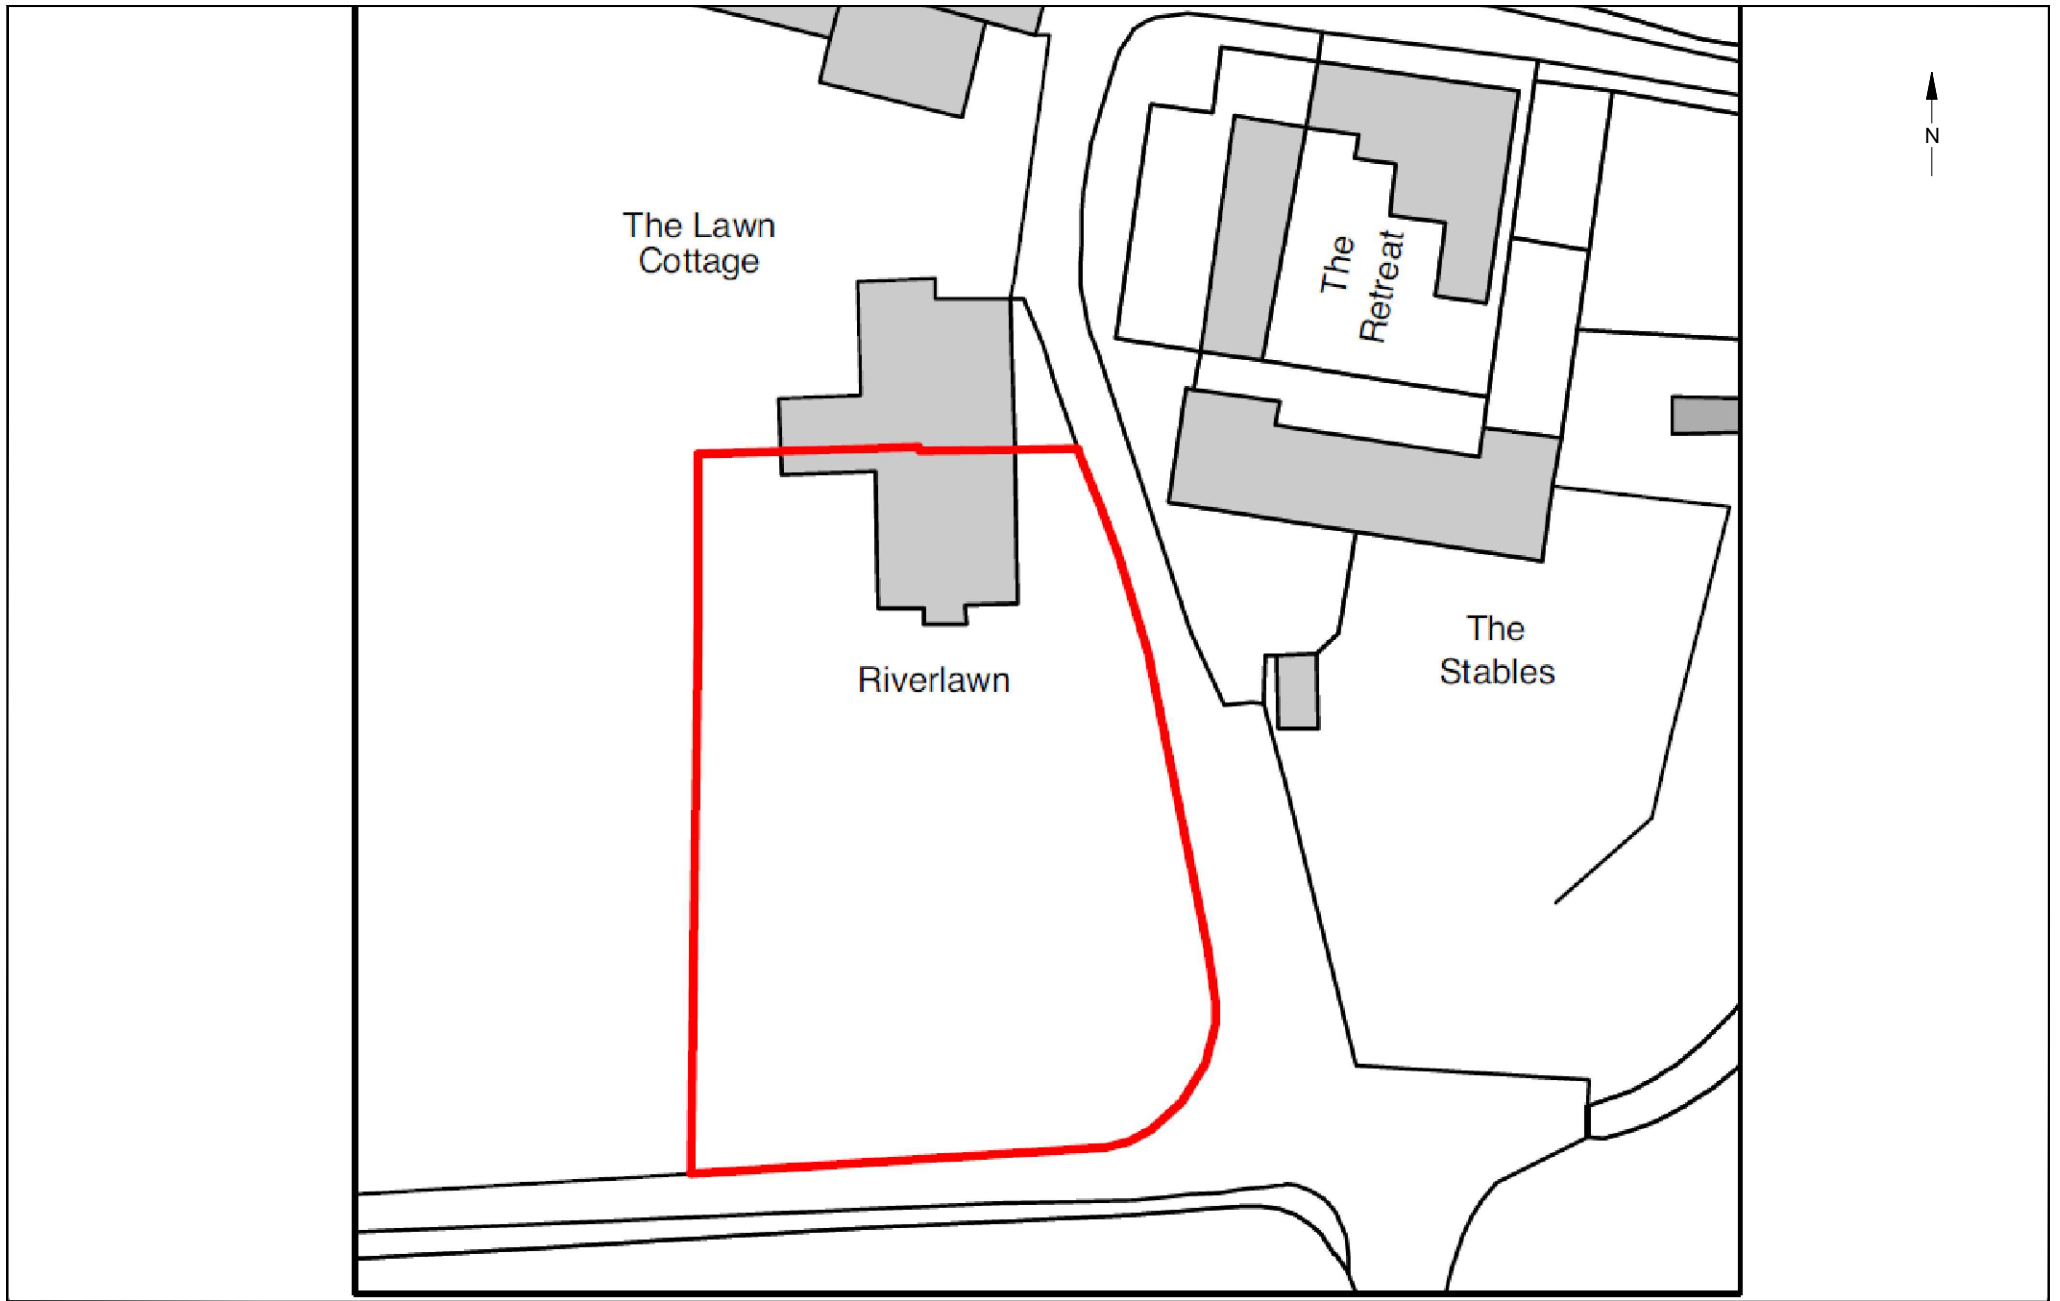 N
The Lawn
Cottage
The
Retreat
The
Stables
Riverlawn